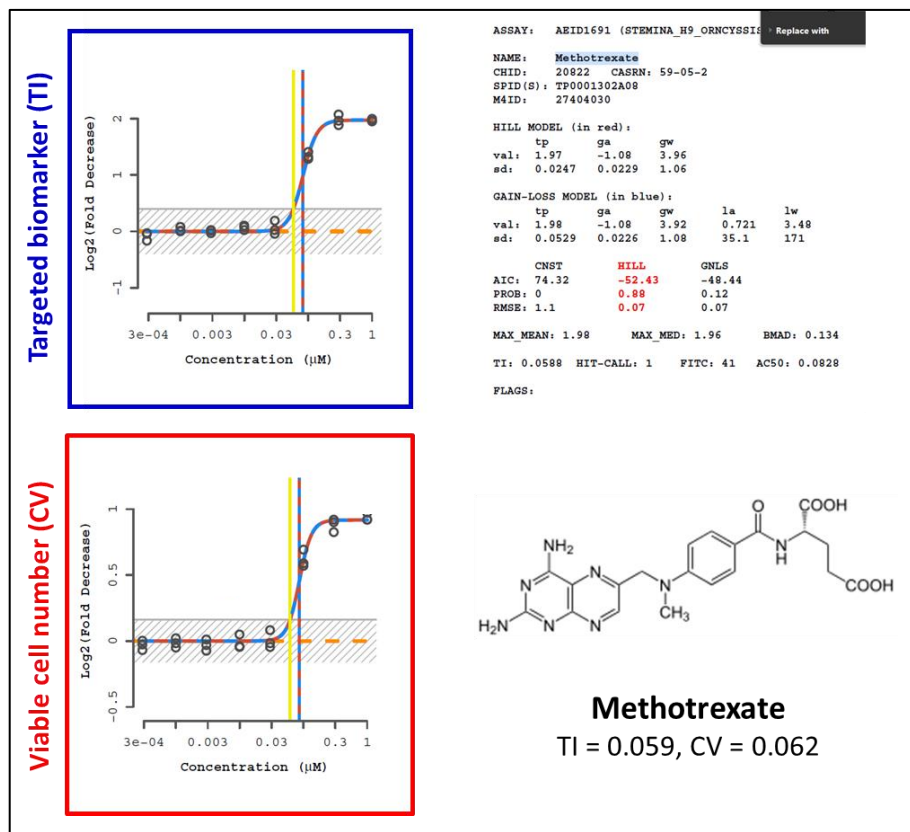 Targeted biomarker (TI)
Log2(Fold Decrease)
2
1
0
-1
3e-04
0.003
0.03
0.3
1
Concentration (μM)
ASSAY: AEID1691 (STEMINA_H9_ORNCYSSIS
Replace with
NAME: Methotrexate
CHID: 20822 CASRN: 59-05-2
SPID(S): TP0001302A08
M4ID: 27404030
HILL MODEL (in red):
tp ga gw
val: 1.97 -1.08 3.96
sd: 0.0247 0.0229 1.06
GAIN-LOSS MODEL (in blue):
tp ga gw la lw
val: 1.98 -1.08 3.92 0.721 3.48
sd: 0.0529 0.0226 1.08 35.1 171
CNST HILL GNLS
AIC: 74.32 -52.43 -48.44
PROB: 0 0.88 0.12
RMSE: 1.1 0.07 0.07
MAX_MEAN: 1.98 MAX_MED: 1.96 BMAD: 0.134
TI: 0.0588 HIT-CALL: 1 FITC: 41 AC50: 0.0828
FLAGS:
Viable cell number (CV)
Log2(Fold Decrease)
1
0.5
0
-0.5
3e-04
0.003
0.03
0.3
1
Concentration (μM)
COOH
O
NH2
N
N
N
H
COOH
N
CH3
H2N
N
N
Methotrexate
TI = 0.059, CV = 0.062